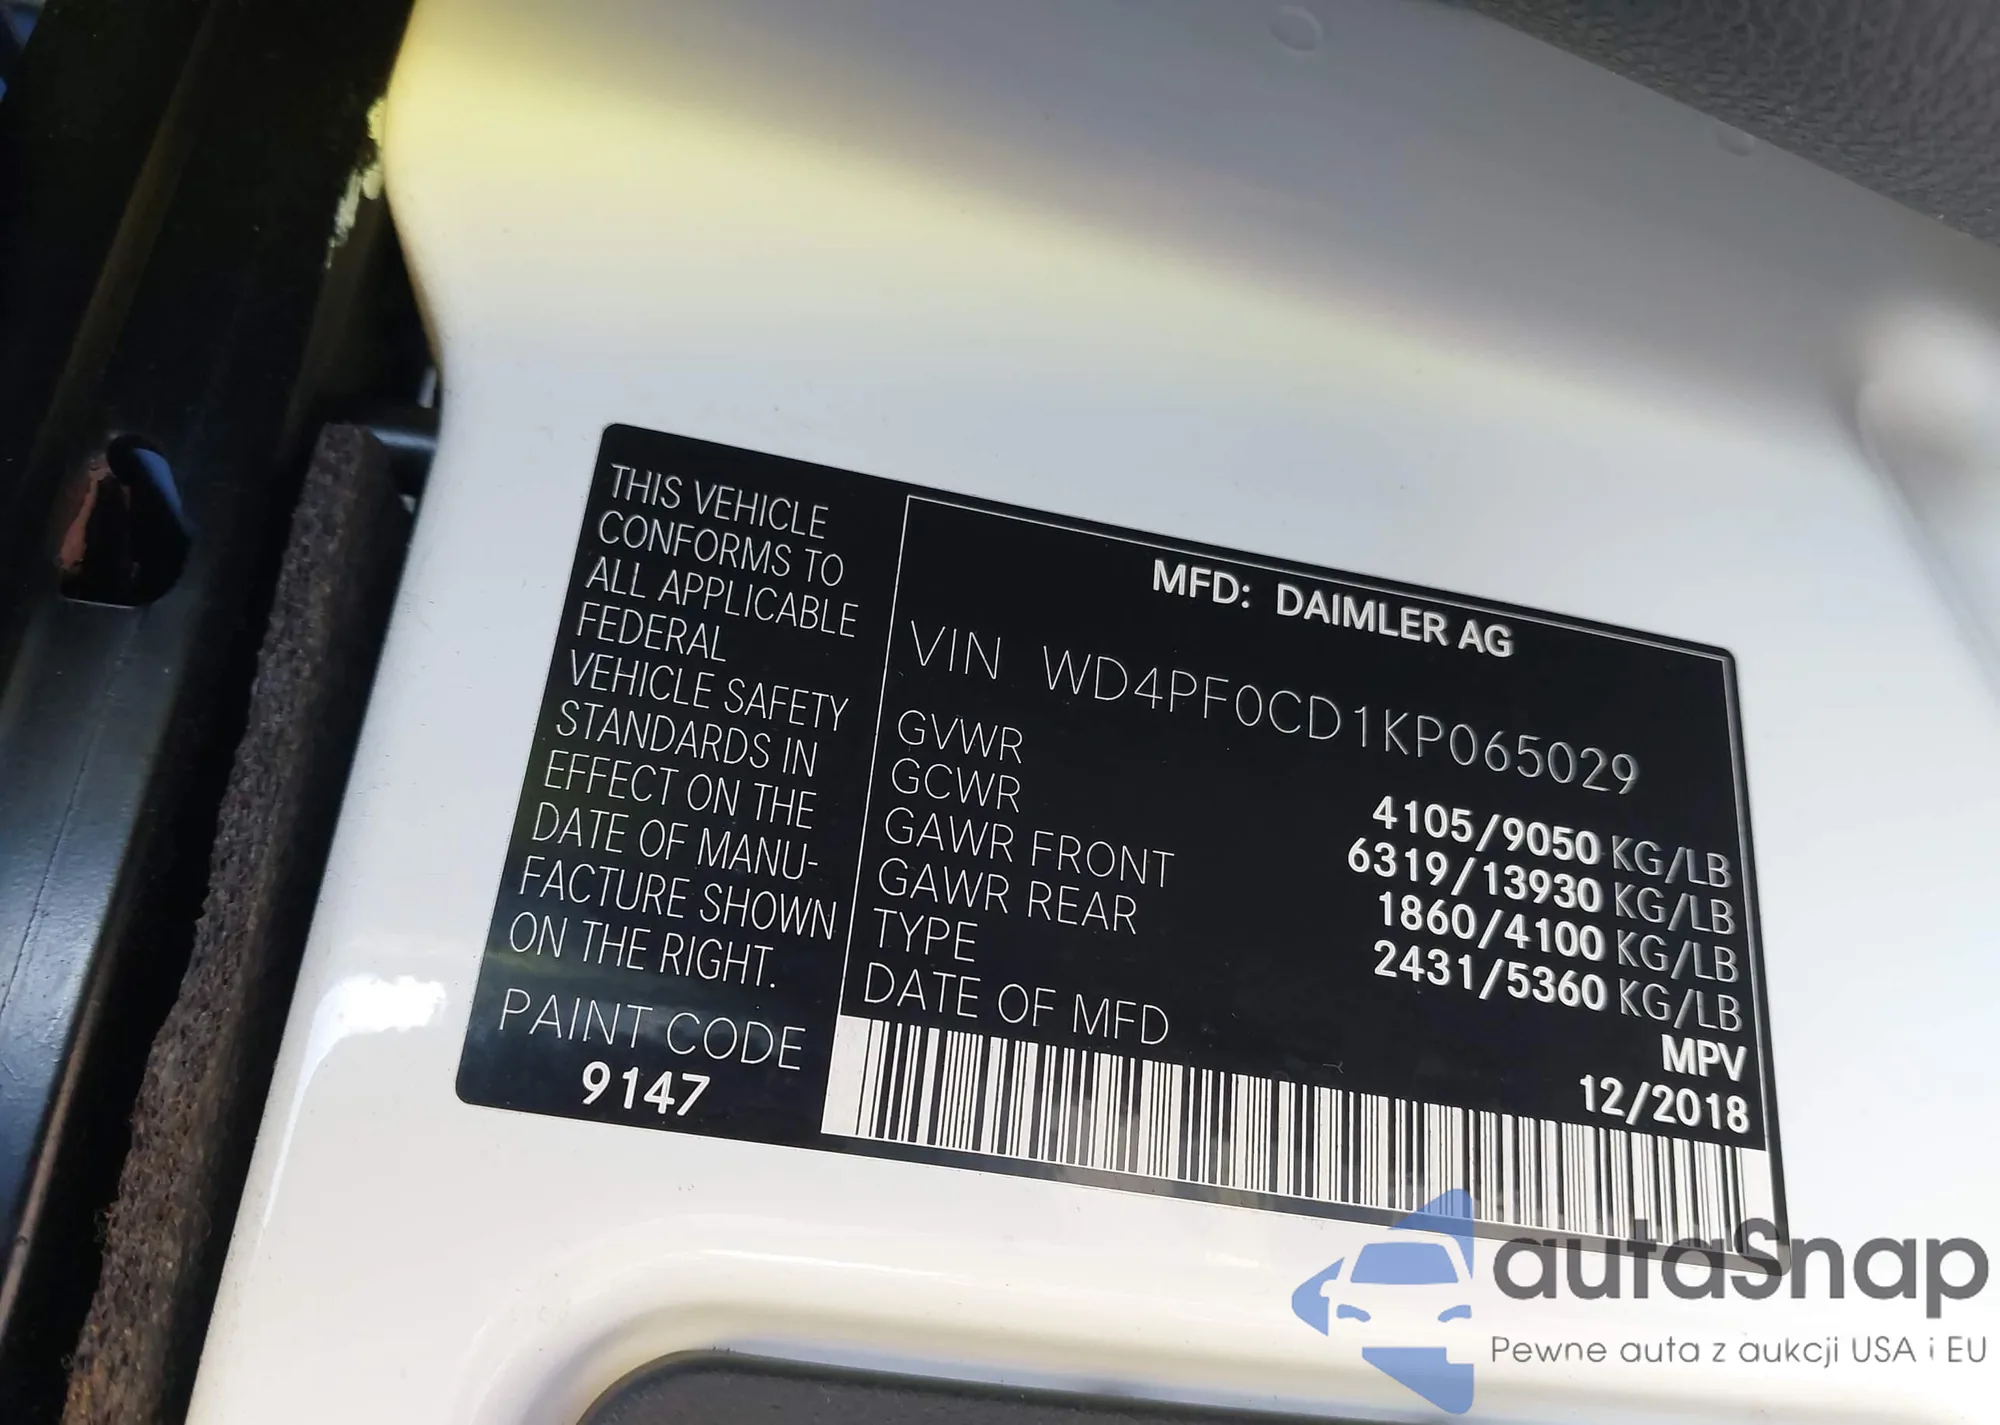 THIS VEHICLE
CONFORMS TO
ALL APPLICABLE
FEDERAL
VEHICLE SAFETY
STANDARDS IN
EFFECT ON THE
DATE OF MANU-
FACTURE SHOWN
ON THE RIGHT.
PAINT CODE
9147
MFD: DAIMLER AG
VIN WD4PF0CD1KP065029
GVWR 4105/9050 KG/LB
GCWR 6319/13930 KG/LB
GAWR FRONT 1860/4100 KG/LB
GAWR REAR 2431/5360 KG/LB
TYPE MPV
DATE OF MFD 12/2018
autaSnap
Pewne auta z aukcji USA i EU